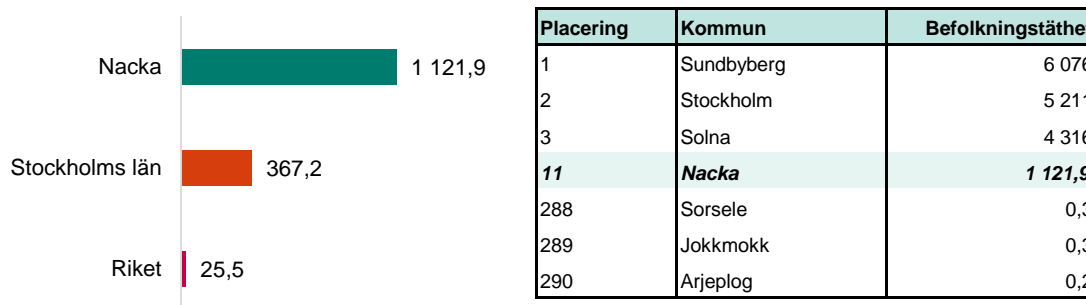 Nacka 1 121,9
Stockholms län 367,2
Riket 25,5
Placering Kommun Befolkningstäthet
1 Sundbyberg 6 076
2 Stockholm 5 211
3 Solna 4 316
11 Nacka 1 121,9
288 Sorsele 0,3
289 Jokkmokk 0,3
290 Arjeplog 0,2